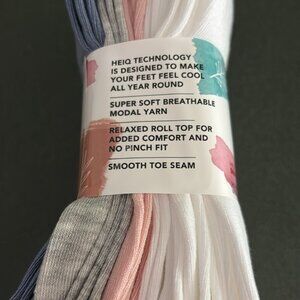 HEIQ TECHNOLOGY
IS DESIGNED TO MAKE
YOUR FEET FEEL COOL
ALL YEAR ROUND
SUPER SOFT BREATHABLE
MODAL YARN
RELAXED ROLL TOP FOR
ADDED COMFORT AND
NO PINCH FIT
SMOOTH TOE SEAM